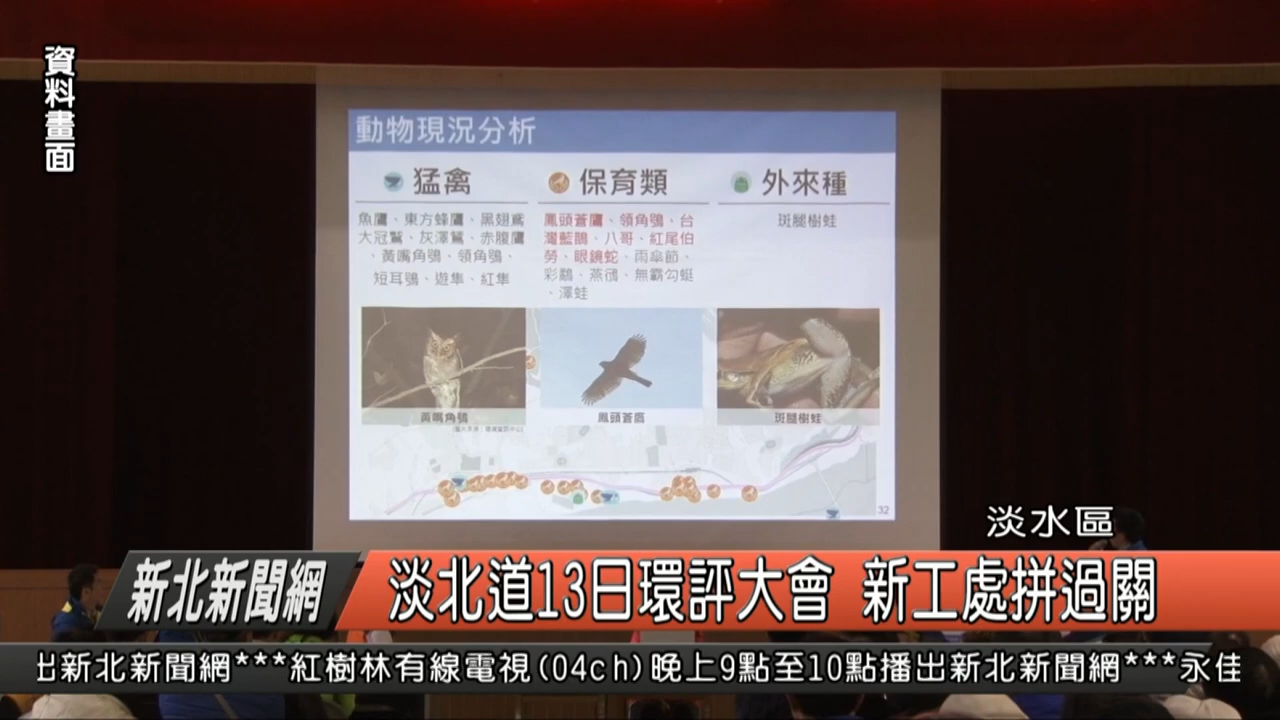 資料畫面
動物現況分析
猛禽
魚鷹、東方蜂鷹、黑翅鳶
大冠鷲、灰澤鵟、赤腹鷹
、黃嘴角鴞、領角鴞、
短耳鴞、遊隼、紅隼
保育類
鳳頭蒼鷹、領角鴞、台
灣藍鵲、八哥、紅尾伯
勞、眼鏡蛇、雨傘節、
彩鷸、燕鴴、無霸勾蜓
、澤蛙
外來種
斑腿樹蛙
黃嘴角鴞
鳳頭蒼鷹
斑腿樹蛙
32
淡水區
新北新聞網
淡北道13日環評大會 新工處拼過關
出新北新聞網***紅樹林有線電視(04ch)晚上9點至10點播出新北新聞網***永佳